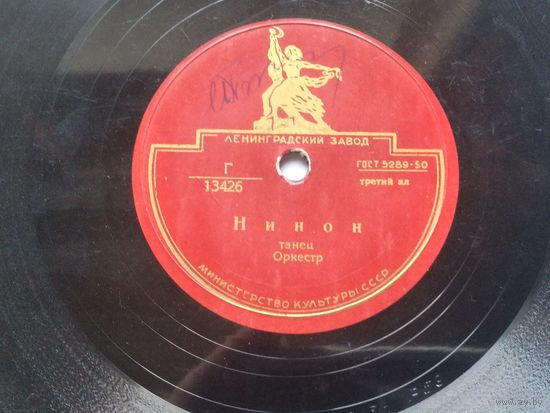 ЛЕНИНГРАДСКИЙ ЗАВОД
Г
13426
ГОСТ 5289-50
третий кл
Нинон
танец
Оркестр
МИНИСТЕРСТВО КУЛЬТУРЫ СССР